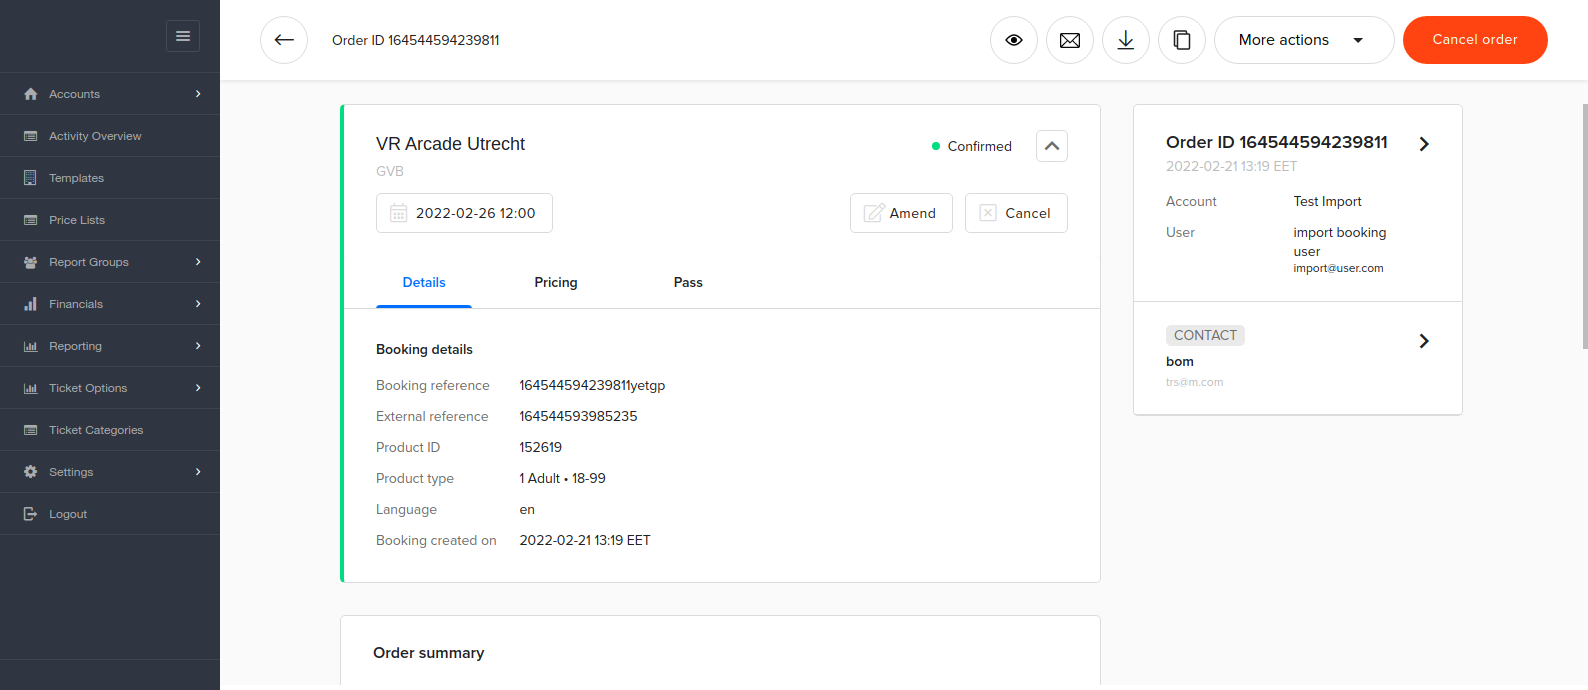 Order ID 164544594239811
More actions
Cancel order
Accounts
Activity Overview
Templates
Price Lists
Report Groups
Financials
Reporting
Ticket Options
Ticket Categories
Settings
Logout
VR Arcade Utrecht
Confirmed
GVB
2022-02-26 12:00
Amend
Cancel
Details
Pricing
Pass
Booking details
Booking reference 164544594239811yetgp
External reference 164544593985235
Product ID 152619
Product type 1 Adult • 18-99
Language en
Booking created on 2022-02-21 13:19 EET
Order summary
Order ID 164544594239811
2022-02-21 13:19 EET
Account Test Import
User import booking
user
import@user.com
CONTACT
bom
trs@m.com